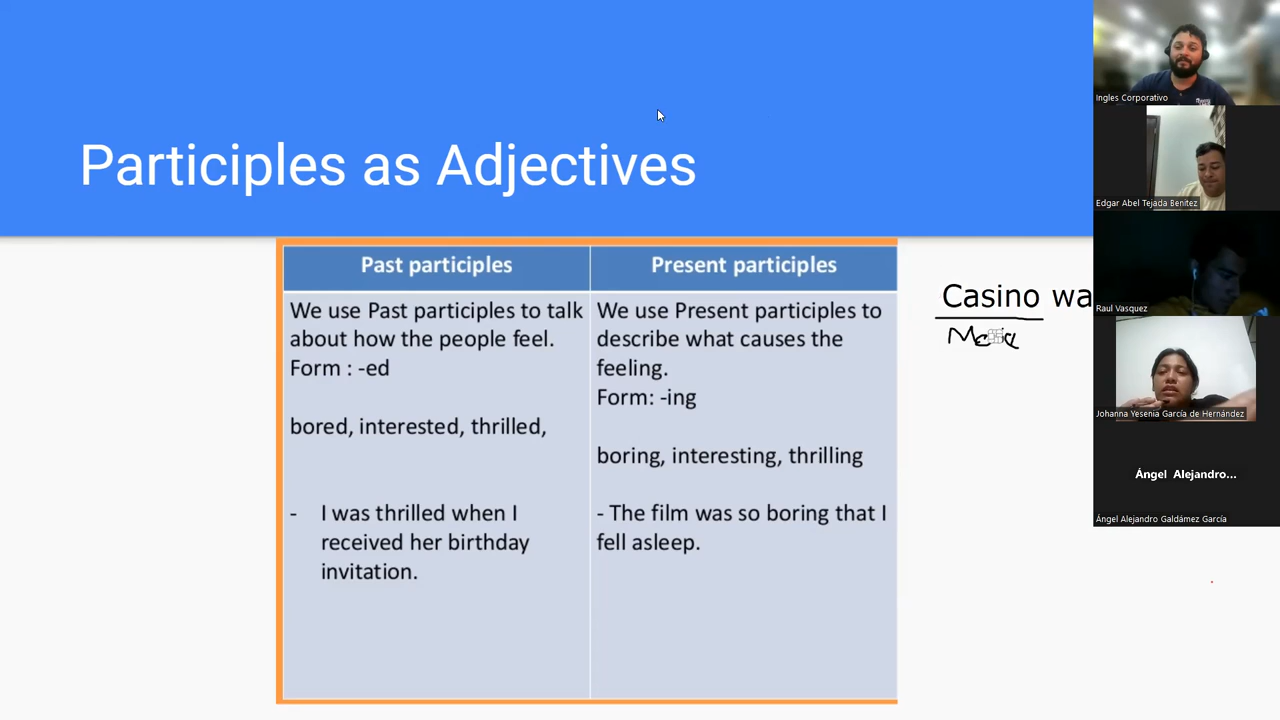 Participles as Adjectives
Past participles
We use Past participles to talk
about how the people feel.
Form : -ed
bored, interested, thrilled,
- I was thrilled when I
received her birthday
invitation.
Present participles
We use Present participles to
describe what causes the
feeling.
Form: -ing
boring, interesting, thrilling
- The film was so boring that I
fell asleep.
Casino wa
Ingles Corporativo
Edgar Abel Tejada Benitez
Raul Vasquez
Johanna Yesenia García de Hernández
Ángel Alejandro...
Ángel Alejandro Galdámez García